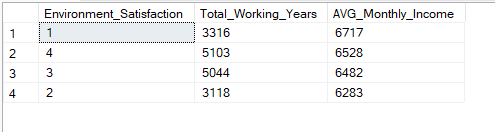 Environment_Satisfaction Total_Working_Years AVG_Monthly_Income
1 1 3316 6717
2 4 5103 6528
3 3 5044 6482
4 2 3118 6283